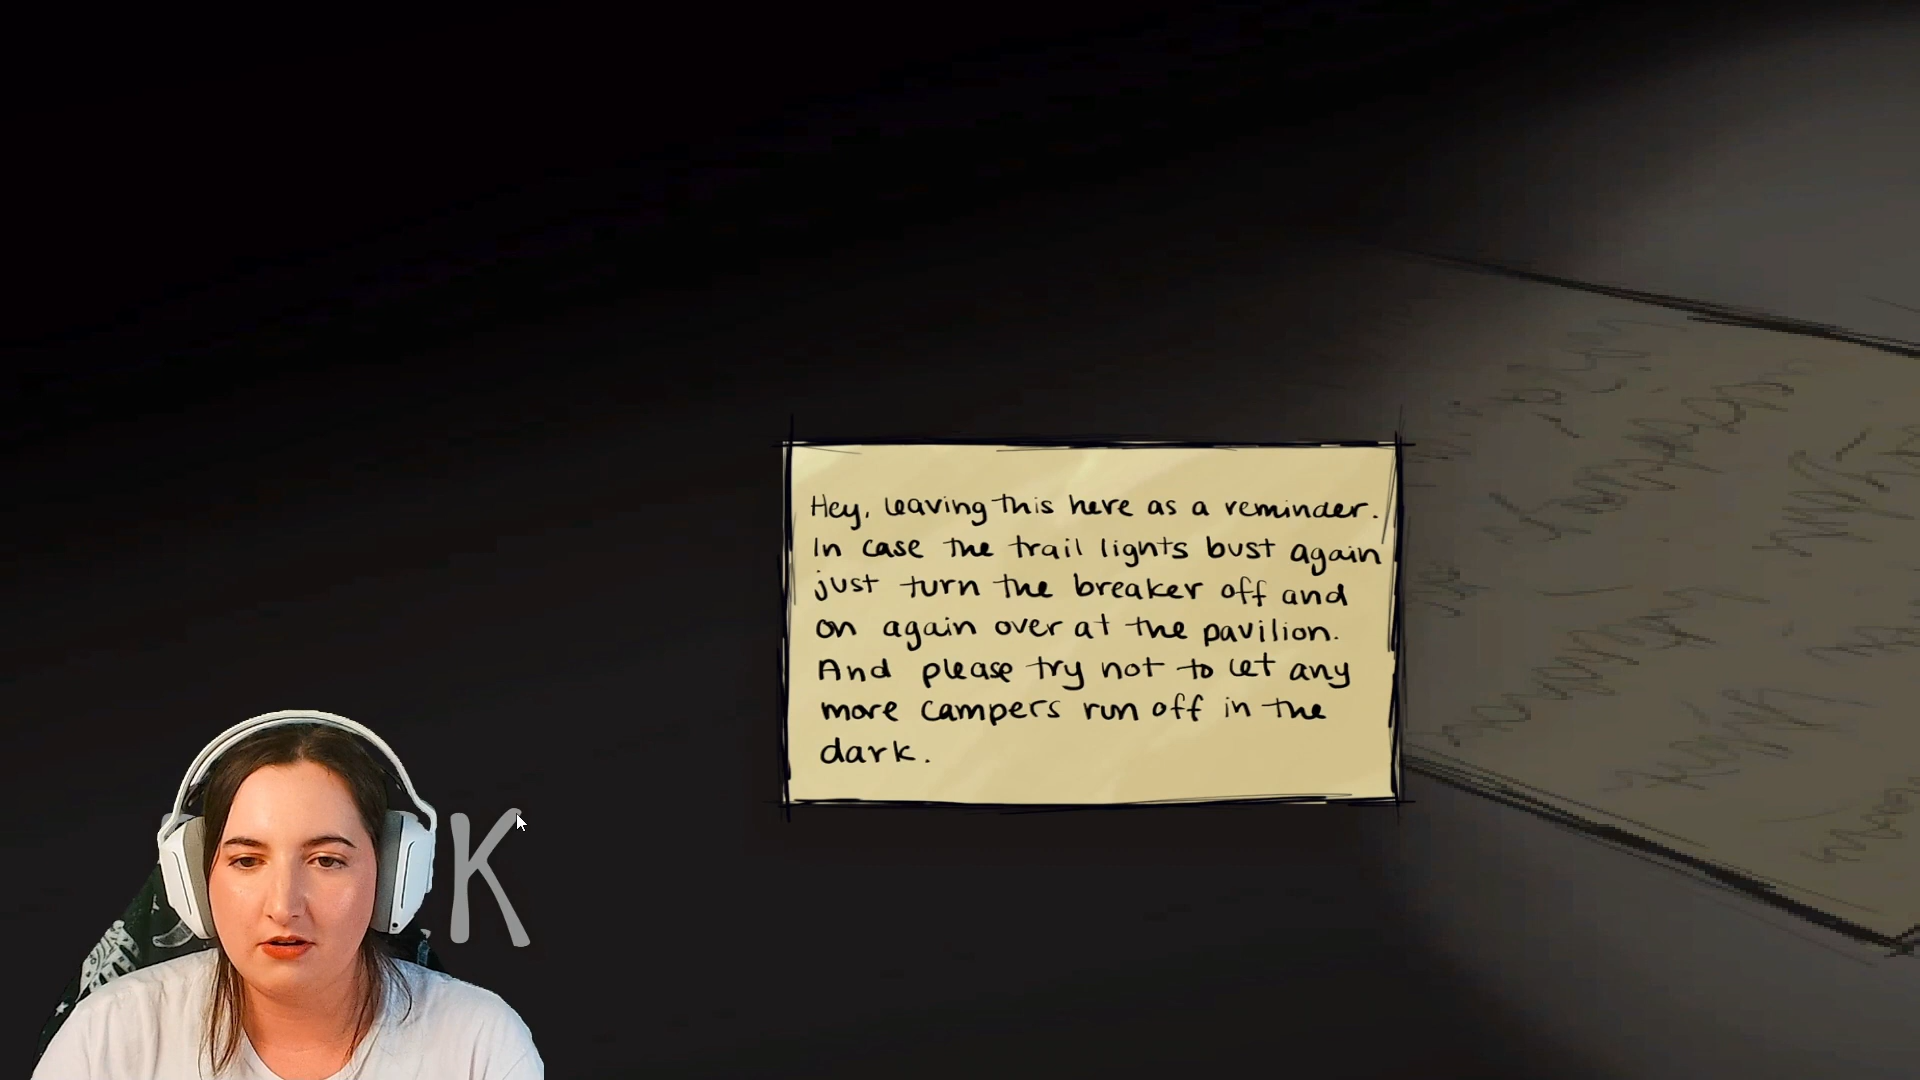 Hey, leaving this here as a reminder.
In case the trail lights bust again
just turn the breaker off and
on again over at the pavilion.
And please try not to let any
more campers run off in the
dark.
K